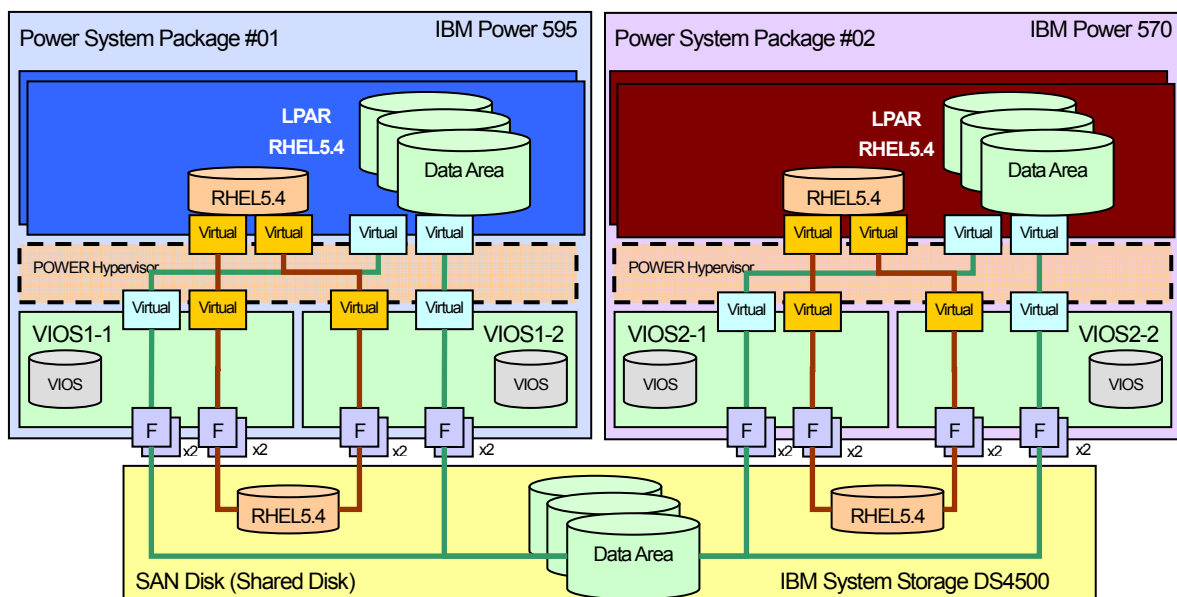 Power System Package #01
IBM Power 595
Power System Package #02
IBM Power 570
LPAR
RHEL5.4
Data Area
RHEL5.4
Virtual
Virtual
Virtual
Virtual
LPAR
RHEL5.4
Data Area
RHEL5.4
Virtual
Virtual
Virtual
Virtual
POWER Hypervisor
POWER Hypervisor
Virtual
Virtual
Virtual
Virtual
Virtual
Virtual
Virtual
Virtual
VIOS1-1
VIOS1-2
VIOS2-1
VIOS2-2
VIOS
VIOS
VIOS
VIOS
F
x2
F
x2
F
x2
F
x2
F
x2
F
x2
F
x2
F
x2
RHEL5.4
Data Area
RHEL5.4
SAN Disk (Shared Disk)
IBM System Storage DS4500